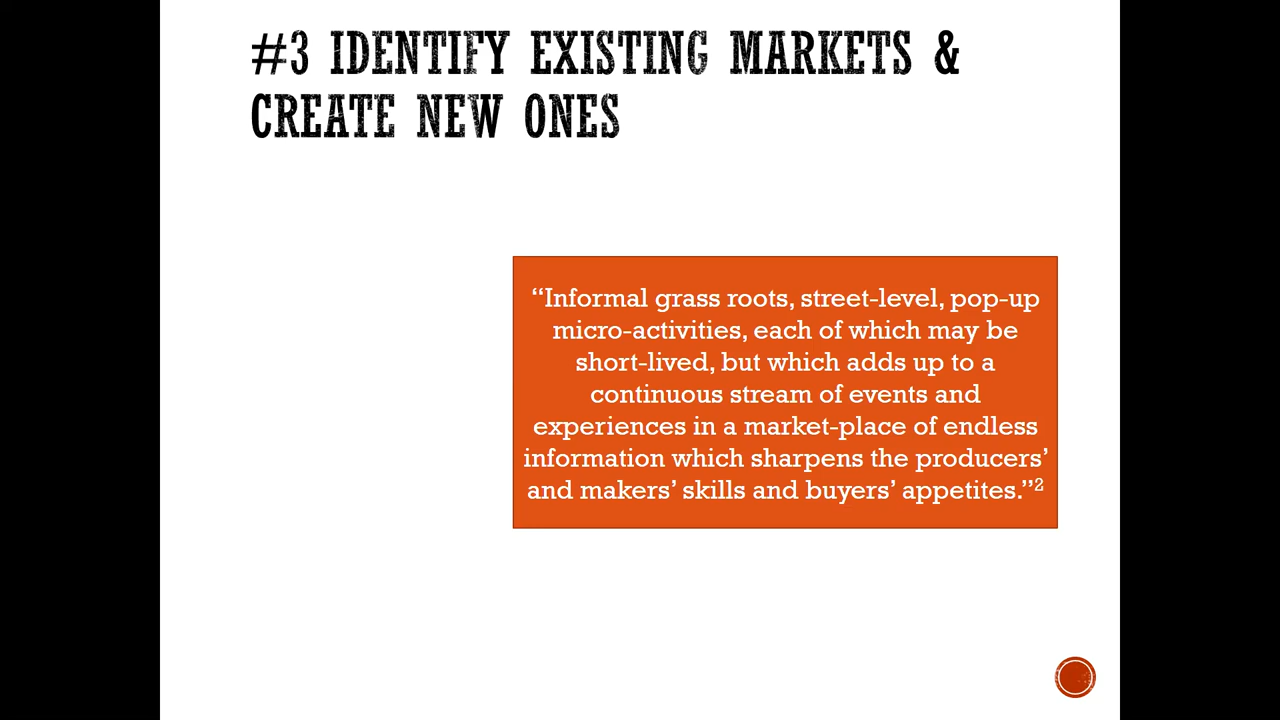 #3 IDENTIFY EXISTING MARKETS &
CREATE NEW ONES
“Informal grass roots, street-level, pop-up
micro-activities, each of which may be
short-lived, but which adds up to a
continuous stream of events and
experiences in a market-place of endless
information which sharpens the producers’
and makers’ skills and buyers’ appetites.”²